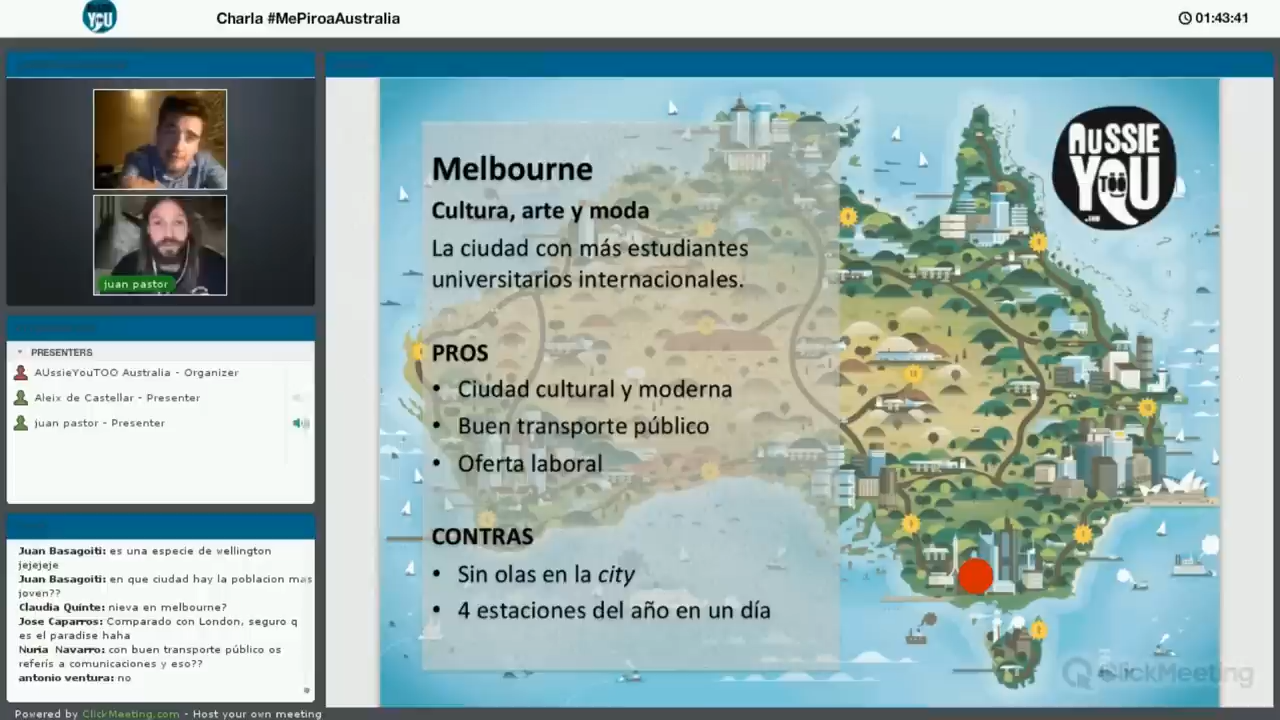 YOU
Charla #MePiroaAustralia
01:43:41
juan pastor
PRESENTERS
AUssieYouTOO Australia - Organizer
Aleix de Castellar - Presenter
juan pastor - Presenter
Juan Basagoiti: es una especie de wellington
jejejeje
Juan Basagoiti: en que ciudad hay la poblacion mas
joven??
Claudia Quinte: nieva en melbourne?
Jose Caparros: Comparado con London, seguro q
es el paradise haha
Nuria Navarro: con buen transporte público os
referís a comunicaciones y eso??
antonio ventura: no
Powered by ClickMeeting.com - Host your own meeting
Melbourne
Cultura, arte y moda
La ciudad con más estudiantes
universitarios internacionales.
PROS
• Ciudad cultural y moderna
• Buen transporte público
• Oferta laboral
CONTRAS
• Sin olas en la city
• 4 estaciones del año en un día
AUSSIE
YOU
TOO
.com
ClickMeeting